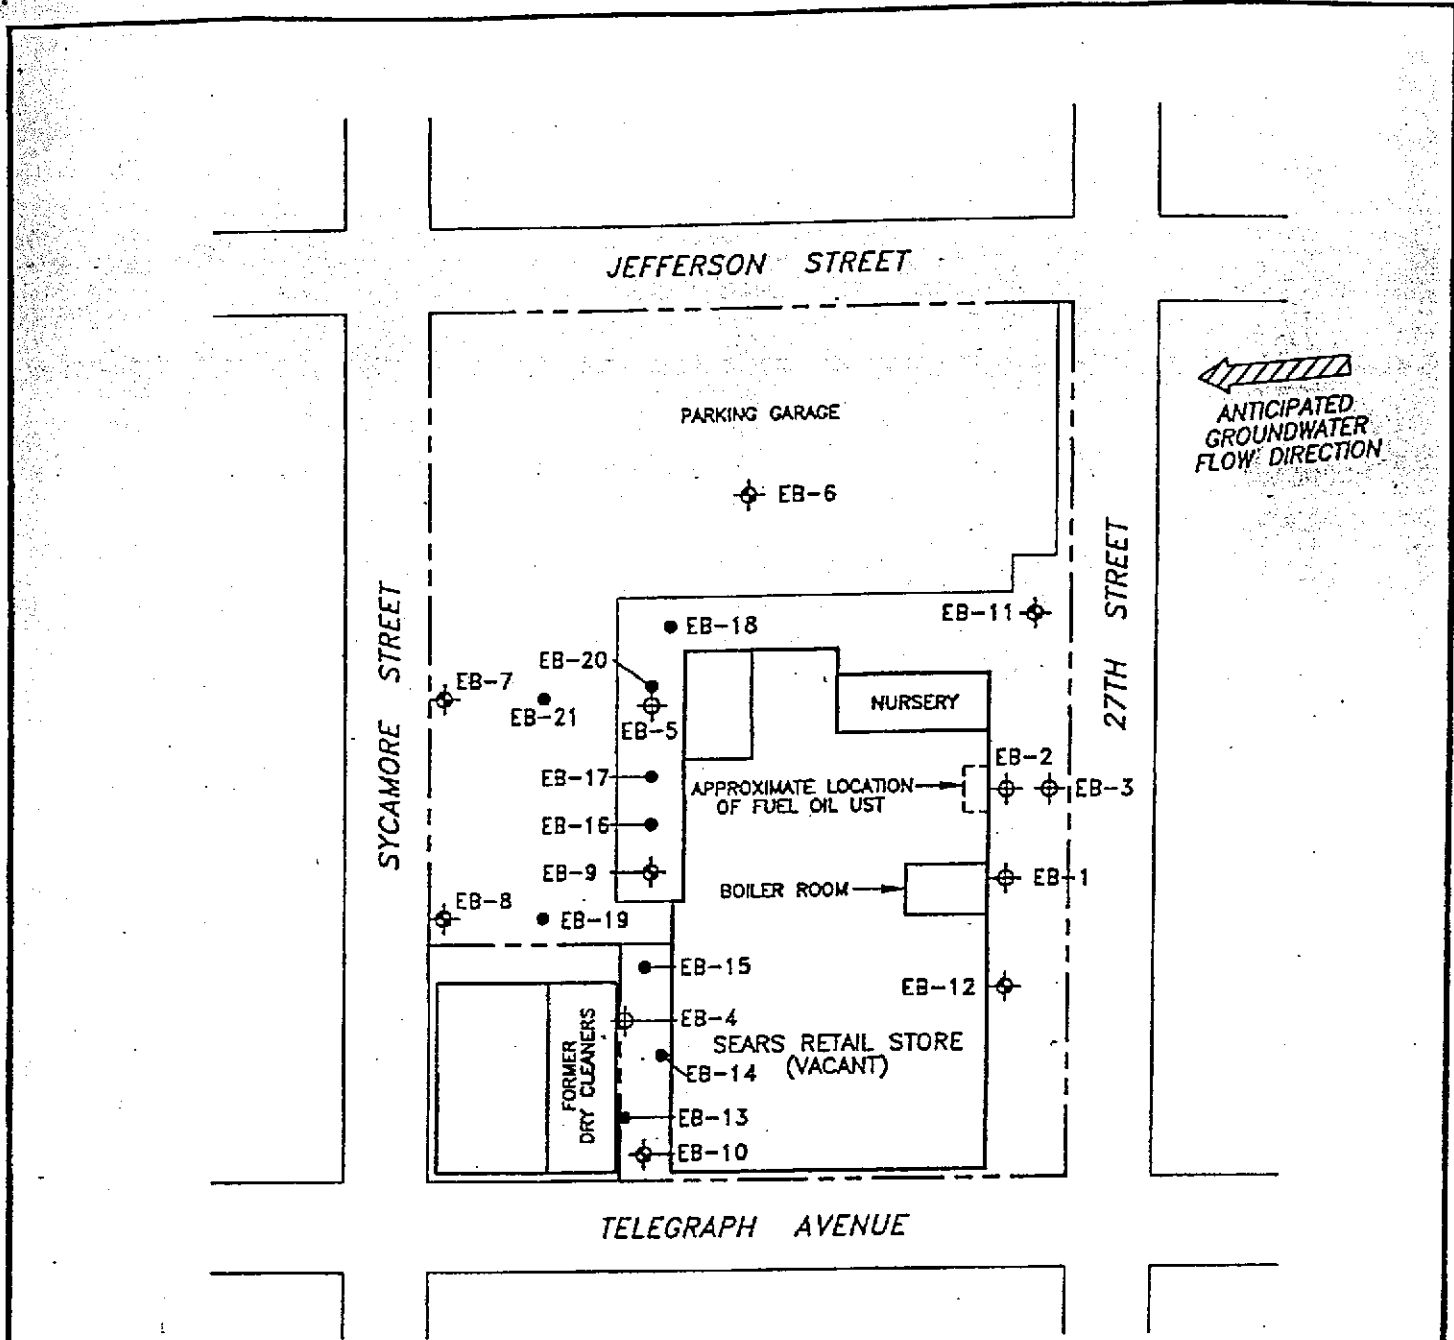 JEFFERSON STREET
PARKING GARAGE
EB-6
ANTICIPATED
GROUNDWATER
FLOW DIRECTION
SYCAMORE STREET
27TH STREET
EB-11
EB-18
EB-20
EB-7
EB-21
EB-5
NURSERY
EB-2
EB-17
APPROXIMATE LOCATION
OF FUEL OIL UST
EB-3
EB-16
EB-9
BOILER ROOM
EB-1
EB-8
EB-19
EB-15
EB-12
EB-4
SEARS RETAIL STORE
(VACANT)
FORMER
DRY CLEANERS
EB-14
EB-13
EB-10
TELEGRAPH AVENUE